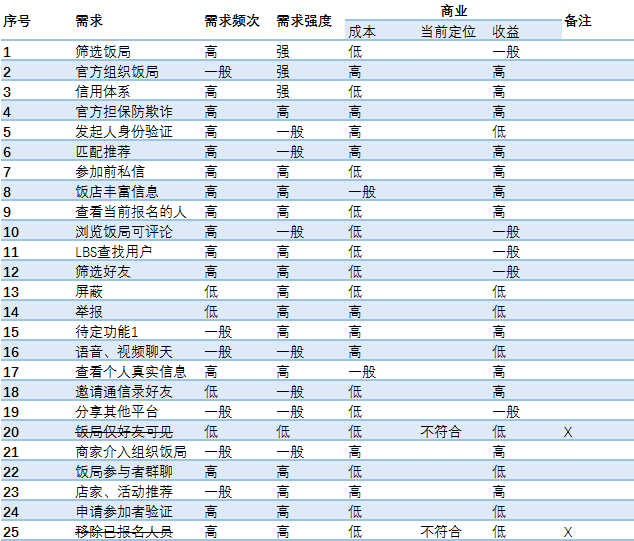 序号 需求 需求频次 需求强度 商业 备注
成本 当前定位 收益
1 筛选饭局 高 强 低 一般
2 官方组织饭局 一般 强 高 高
3 信用体系 高 强 低 高
4 官方担保防欺诈 高 高 高 高
5 发起人身份验证 高 一般 高 低
6 匹配推荐 高 一般 高 高
7 参加前私信 高 高 低 高
8 饭店丰富信息 高 高 一般 高
9 查看当前报名的人 高 高 低 高
10 浏览饭局可评论 高 一般 低 一般
11 LBS查找用户 高 高 低 一般
12 筛选好友 高 高 低 一般
13 屏蔽 低 高 低 低
14 举报 低 高 高 低
15 待定功能1 一般 高 高 高
16 语音、视频聊天 一般 一般 高 低
17 查看个人真实信息 高 高 一般 高
18 邀请通信录好友 低 一般 低 高
19 分享其他平台 一般 一般 低 一般
20 饭局仅好友可见 低 低 低 不符合 低 X
21 商家介入组织饭局 一般 一般 高 高
22 饭局参与者群聊 高 高 低 低
23 店家、活动推荐 一般 高 高 高
24 申请参加者验证 高 高 低 低
25 移除已报名人员 高 高 低 不符合 低 X